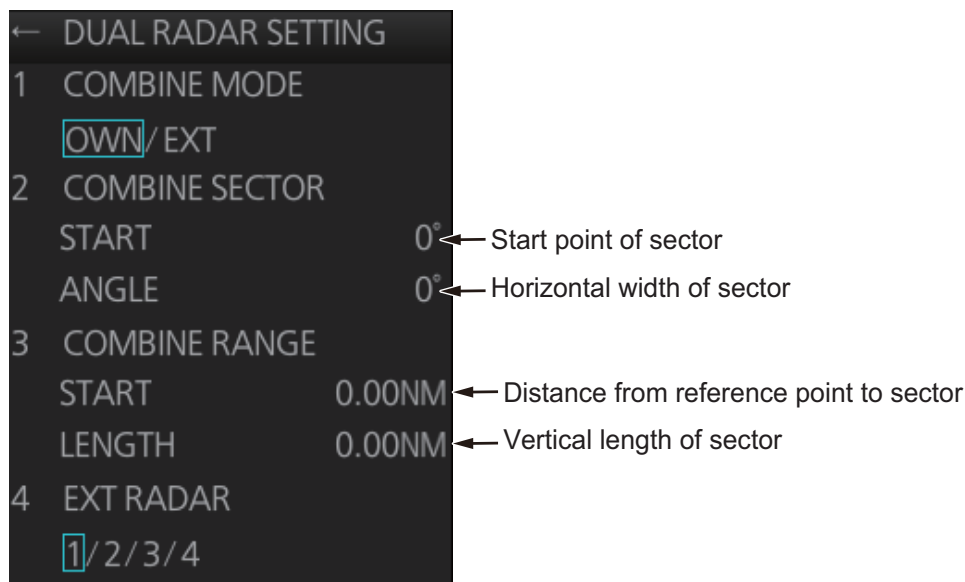 ← DUAL RADAR SETTING
1 COMBINE MODE
OWN/EXT
2 COMBINE SECTOR
START 0° Start point of sector
ANGLE 0° Horizontal width of sector
3 COMBINE RANGE
START 0.00NM Distance from reference point to sector
LENGTH 0.00NM Vertical length of sector
4 EXT RADAR
1/2/3/4